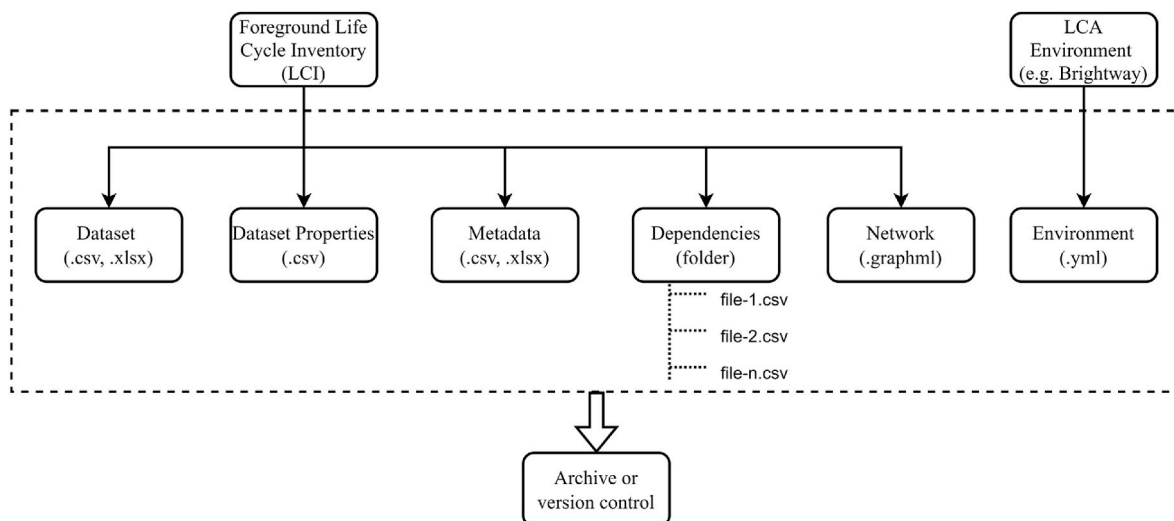 Foreground Life
Cycle Inventory
(LCI)
LCA
Environment
(e.g. Brightway)
Dataset
(.csv, .xlsx)
Dataset Properties
(.csv)
Metadata
(.csv, .xlsx)
Dependencies
(folder)
Network
(.graphml)
Environment
(.yml)
file-1.csv
file-2.csv
file-n.csv
Archive or
version control